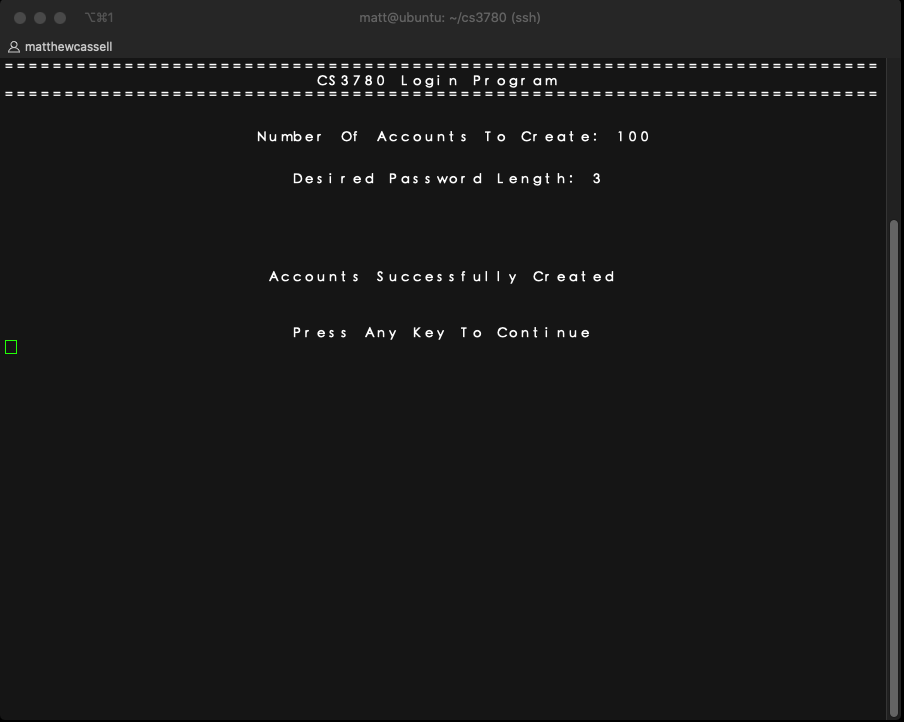 ⌥⌘1
matt@ubuntu: ~/cs3780 (ssh)
matthewcassell
=========================================================================
CS3780 Login Program
=========================================================================
Number Of Accounts To Create: 100
Desired Password Length: 3
Accounts Successfully Created
Press Any Key To Continue